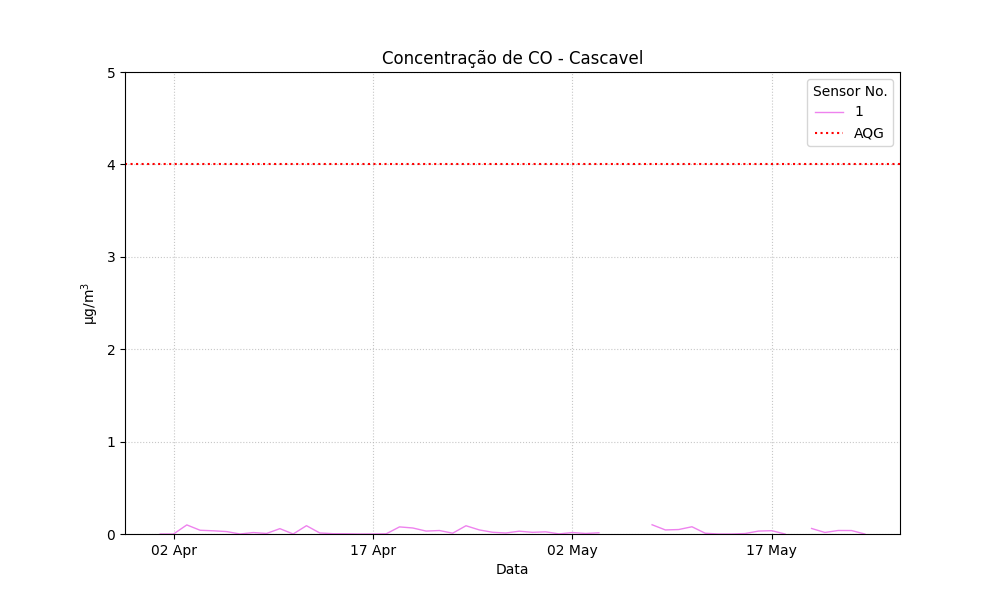 Concentração de CO - Cascavel
5
Sensor No.
1
AQG
4
3
µg/m³
2
1
0
02 Apr
17 Apr
02 May
17 May
Data